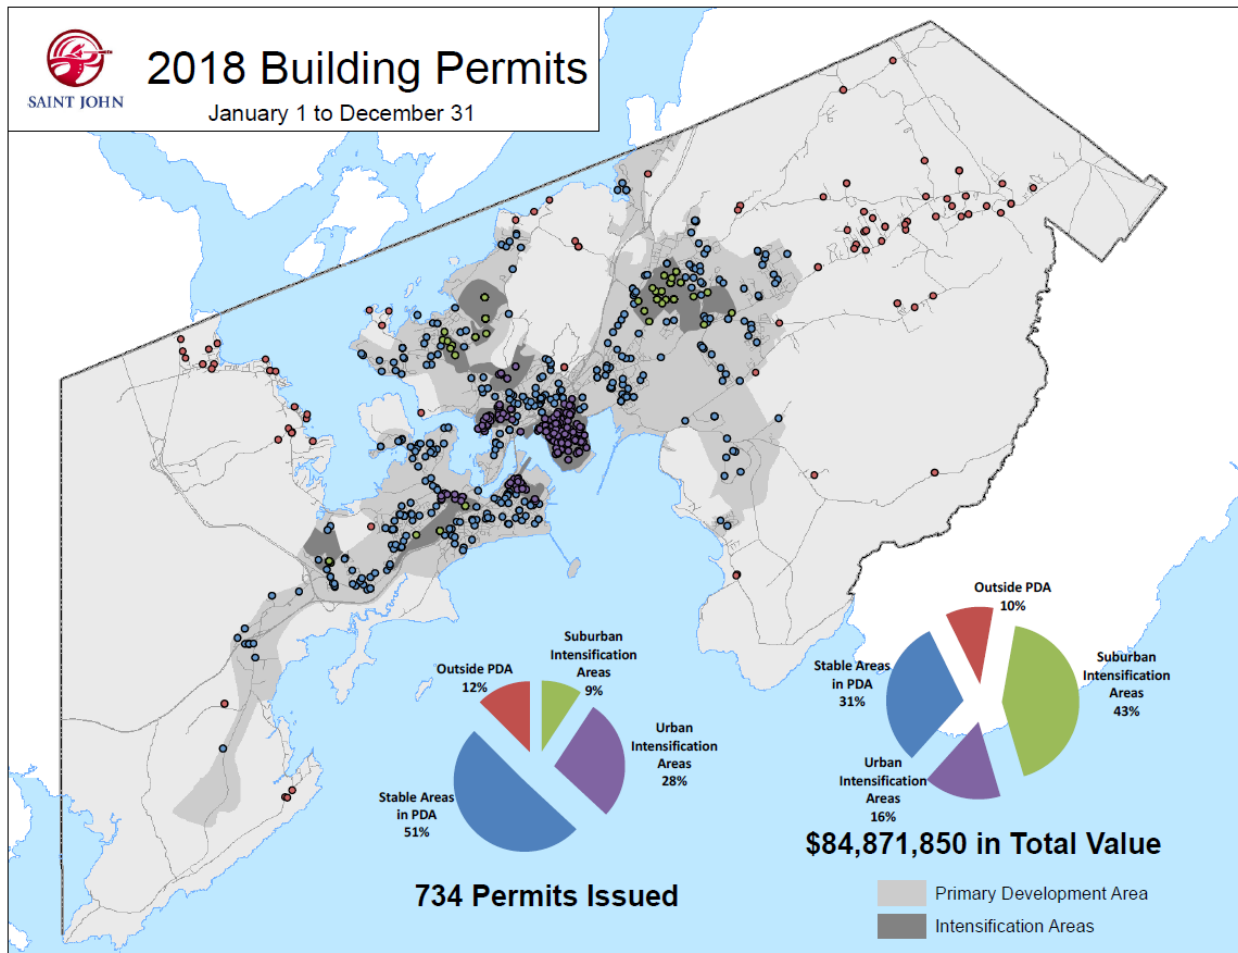 SAINT JOHN
2018 Building Permits
January 1 to December 31
Outside PDA
12%
Suburban
Intensification
Areas
9%
Urban
Intensification
Areas
28%
Stable Areas
in PDA
51%
734 Permits Issued
Outside PDA
10%
Stable Areas
in PDA
31%
Suburban
Intensification
Areas
43%
Urban
Intensification
Areas
16%
$84,871,850 in Total Value
Primary Development Area
Intensification Areas